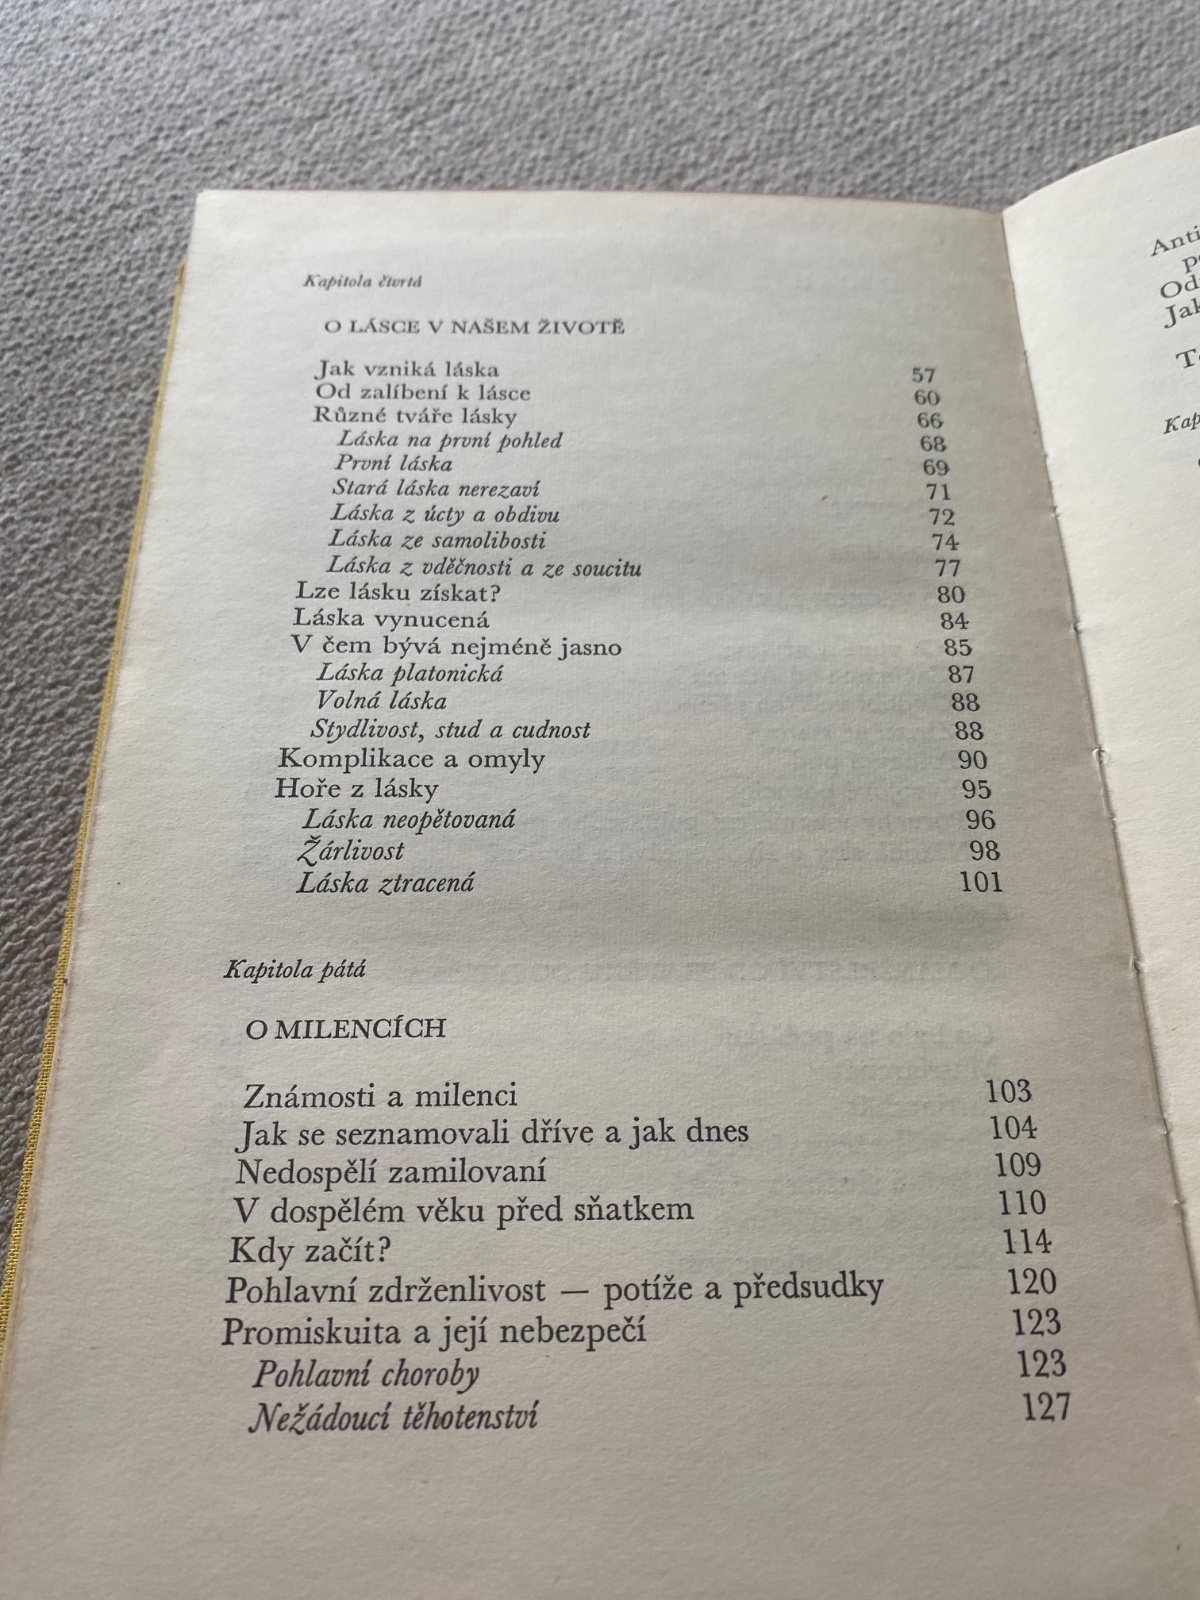 Kapitola čtvrtá
O LÁSCE V NAŠEM ŽIVOTĚ
Jak vzniká láska 57
Od zalíbení k lásce 60
Různé tváře lásky 66
Láska na první pohled 68
První láska 69
Stará láska nerezaví 71
Láska z úcty a obdivu 72
Láska ze samolibosti 74
Láska z vděčnosti a ze soucitu 77
Lze lásku získat? 80
Láska vynucená 84
V čem bývá nejméně jasno 85
Láska platonická 87
Volná láska 88
Stydlivost, stud a cudnost 88
Komplikace a omyly 90
Hoře z lásky 95
Láska neopětovaná 96
Žárlivost 98
Láska ztracená 101
Kapitola pátá
O MILENCÍCH
Známosti a milenci 103
Jak se seznamovali dříve a jak dnes 104
Nedospělí zamilovaní 109
V dospělém věku před sňatkem 110
Kdy začít? 114
Pohlavní zdrženlivost — potíže a předsudky 120
Promiskuita a její nebezpečí 123
Pohlavní choroby 123
Nežádoucí těhotenství 127
Anti
Jak